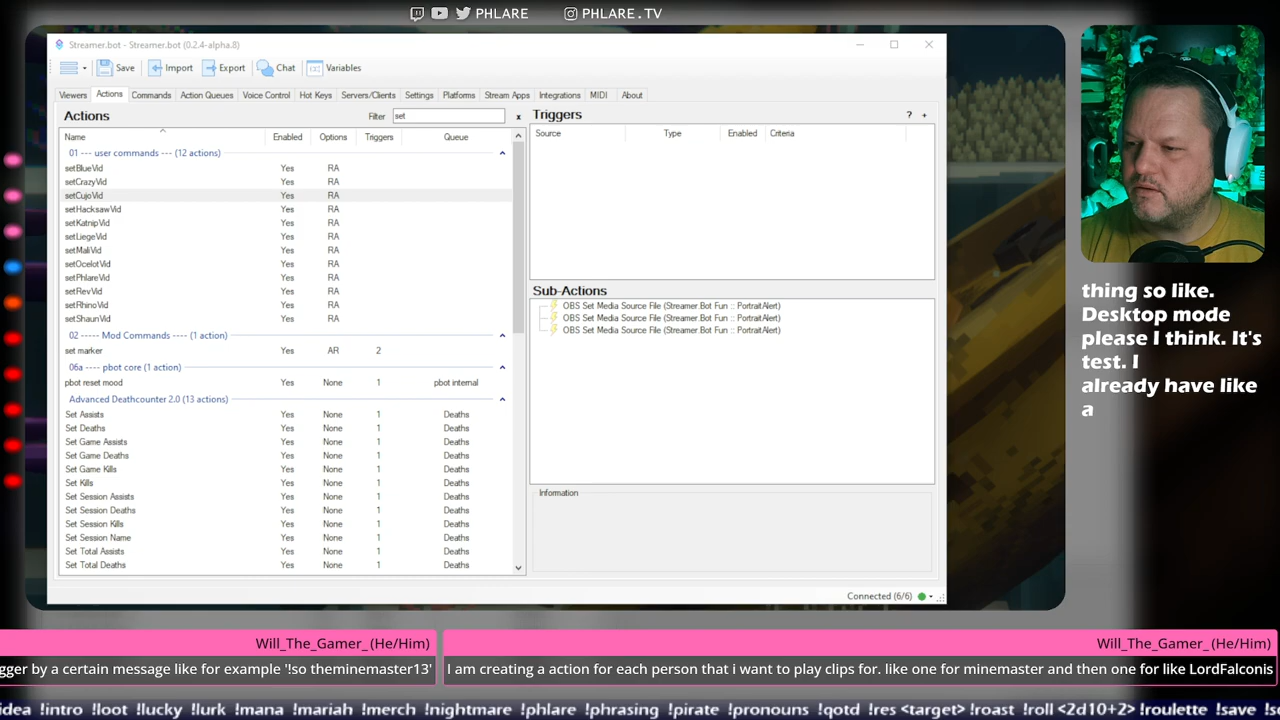 PHLARE
PHLARE.TV
Streamer.bot - Streamer.bot (0.2.4-alpha.8)
Save
Import
Export
Chat
Variables
Viewers
Actions
Commands
Action Queues
Voice Control
Hot Keys
Servers/Clients
Settings
Platforms
Stream Apps
Integrations
MIDI
About
Actions
Filter
set
x
Name
Enabled
Options
Triggers
Queue
01 --- user commands --- (12 actions)
setBlueVid Yes RA
setCrazyVid Yes RA
setCujoVid Yes RA
setHacksawVid Yes RA
setKatnipVid Yes RA
setLiegeVid Yes RA
setMaliVid Yes RA
setOcelotVid Yes RA
setPhlareVid Yes RA
setRevVid Yes RA
setRhinoVid Yes RA
setShaunVid Yes RA
02 ----- Mod Commands ---- (1 action)
set marker Yes AR 2
06a ---- pbot core (1 action)
pbot reset mood Yes None 1 pbot internal
Advanced Deathcounter 2.0 (13 actions)
Set Assists Yes None 1 Deaths
Set Deaths Yes None 1 Deaths
Set Game Assists Yes None 1 Deaths
Set Game Deaths Yes None 1 Deaths
Set Game Kills Yes None 1 Deaths
Set Kills Yes None 1 Deaths
Set Session Assists Yes None 1 Deaths
Set Session Deaths Yes None 1 Deaths
Set Session Kills Yes None 1 Deaths
Set Session Name Yes None 1 Deaths
Set Total Assists Yes None 1 Deaths
Set Total Deaths Yes None 1 Deaths
Triggers
? +
Source
Type
Enabled
Criteria
Sub-Actions
OBS Set Media Source File (Streamer.Bot Fun :: PortraitAlert)
OBS Set Media Source File (Streamer.Bot Fun :: PortraitAlert)
OBS Set Media Source File (Streamer.Bot Fun :: PortraitAlert)
Information
Connected (6/6)
thing so like.
Desktop mode
please I think. It's
test. I
already have like
a
Will_The_Gamer_ (He/Him)
gger by a certain message like for example '!so theminemaster13'
Will_The_Gamer_ (He/Him)
I am creating a action for each person that i want to play clips for. like one for minemaster and then one for like LordFalconis
idea !intro !loot !lucky !lurk !mana !mariah !merch !nightmare !phlare !phrasing !pirate !pronouns !qotd !res <target> !roast !roll <2d10+2> !roulette !save !s